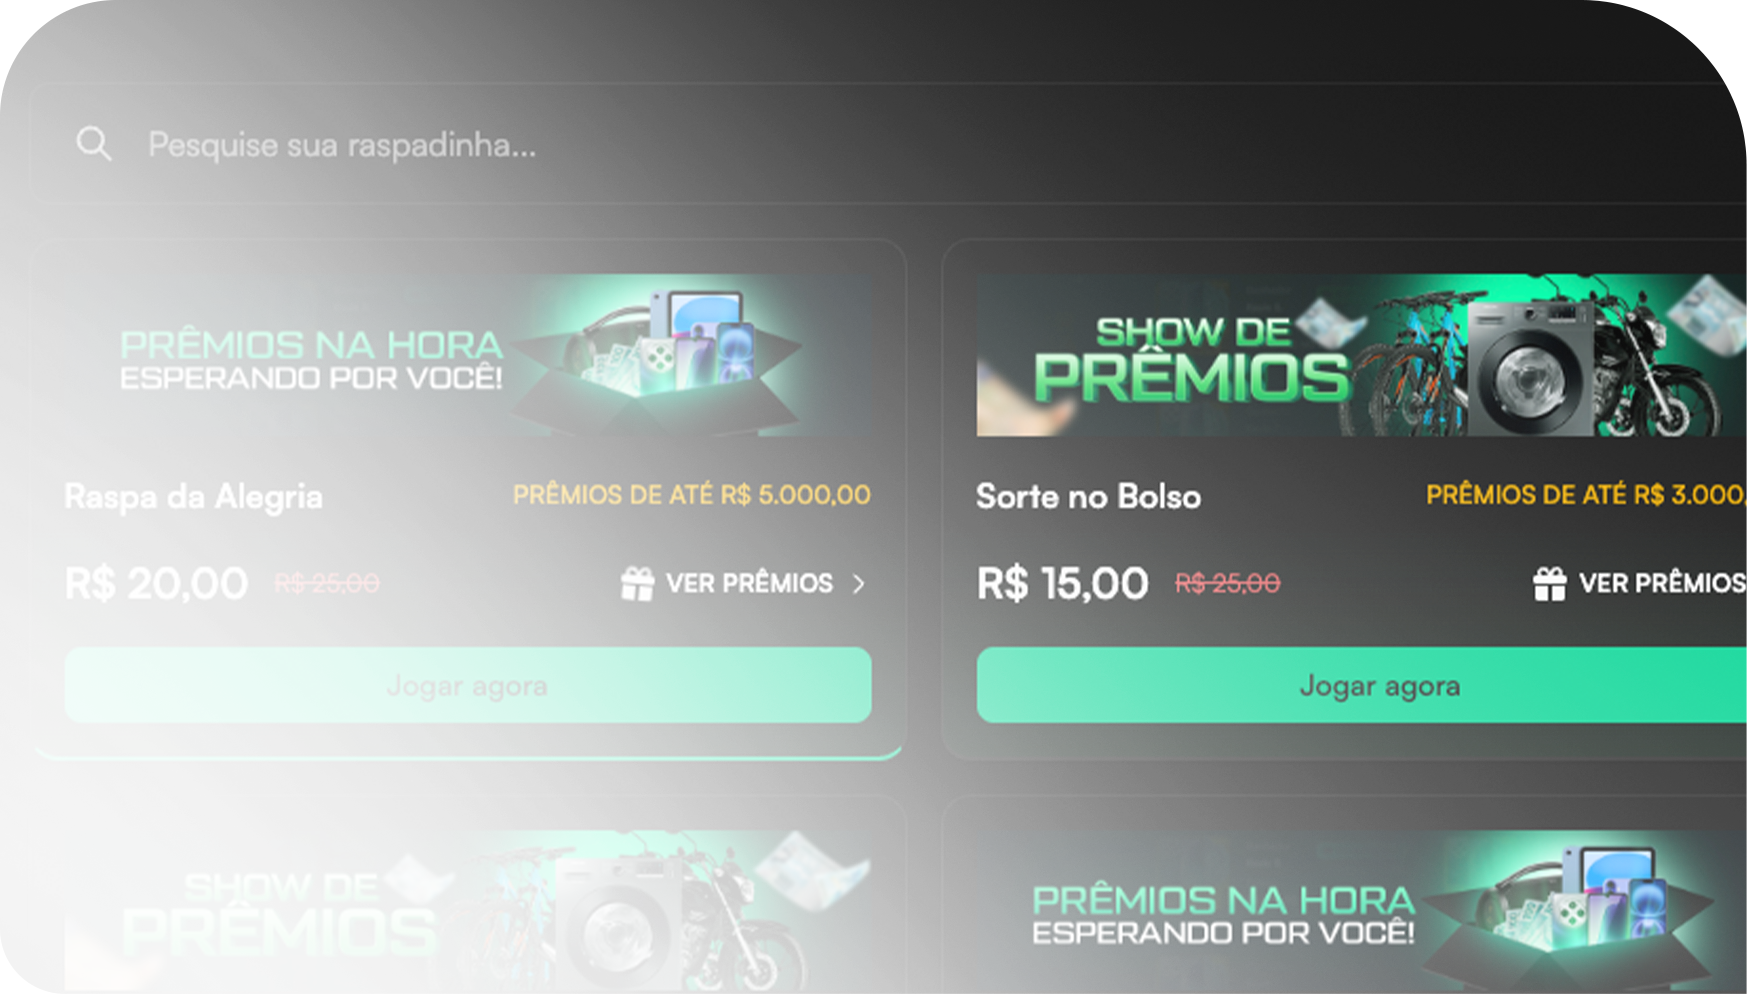 Pesquise sua raspadinha...
PRÊMIOS NA HORA
ESPERANDO POR VOCÊ!
Raspa da Alegria
PRÊMIOS DE ATÉ R$ 5.000,00
R$ 20,00 R$ 25,00
VER PRÊMIOS
Jogar agora
SHOW DE
PRÊMIOS
Sorte no Bolso
PRÊMIOS DE ATÉ R$ 3.000,
R$ 15,00 R$ 25,00
VER PRÊMIOS
Jogar agora
SHOW DE
PRÊMIOS
PRÊMIOS NA HORA
ESPERANDO POR VOCÊ!